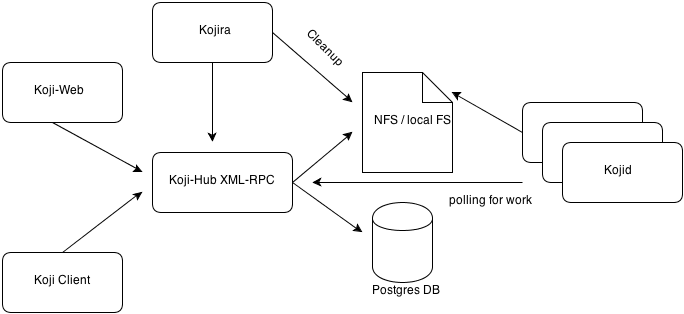 Kojira
Cleanup
Koji-Web
NFS / local FS
Kojid
Koji-Hub XML-RPC
polling for work
Koji Client
Postgres DB